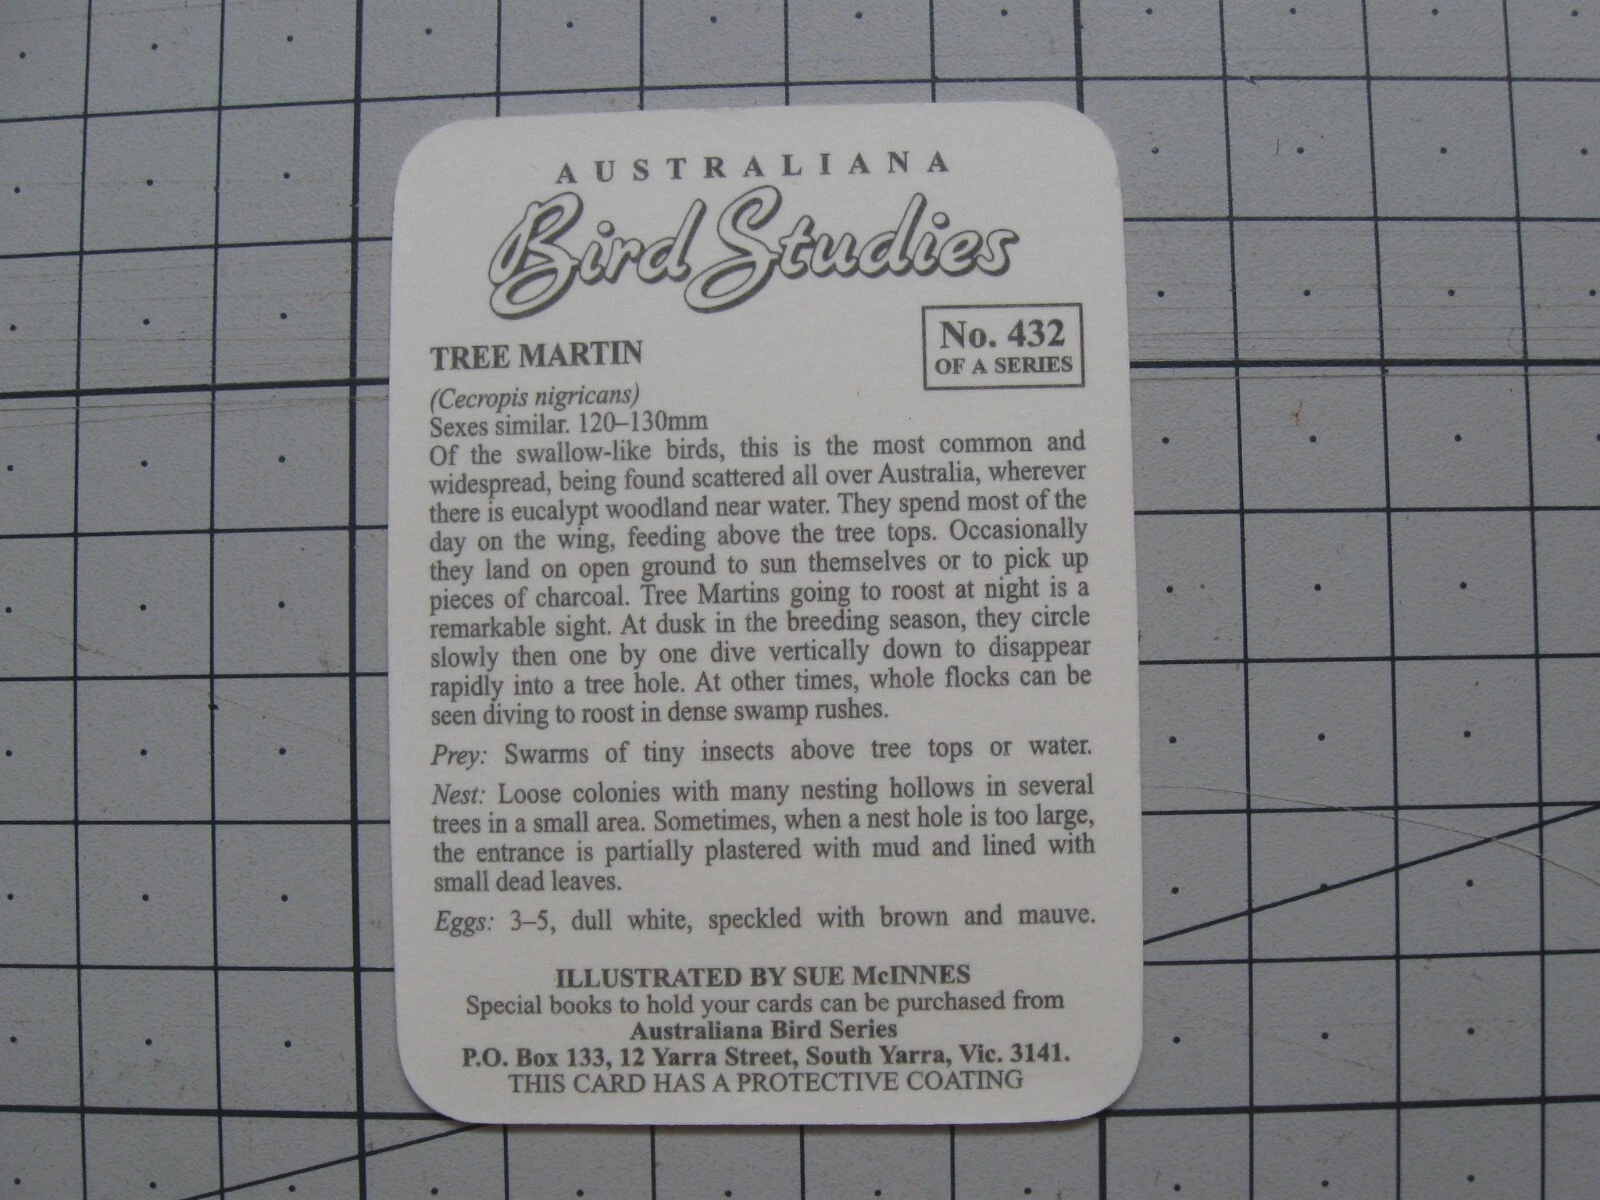 AUSTRALIANA
Bird Studies
No. 432
OF A SERIES
TREE MARTIN
(Cecropis nigricans)
Sexes similar. 120–130mm
Of the swallow-like birds, this is the most common and
widespread, being found scattered all over Australia, wherever
there is eucalypt woodland near water. They spend most of the
day on the wing, feeding above the tree tops. Occasionally
they land on open ground to sun themselves or to pick up
pieces of charcoal. Tree Martins going to roost at night is a
remarkable sight. At dusk in the breeding season, they circle
slowly then one by one dive vertically down to disappear
rapidly into a tree hole. At other times, whole flocks can be
seen diving to roost in dense swamp rushes.
Prey: Swarms of tiny insects above tree tops or water.
Nest: Loose colonies with many nesting hollows in several
trees in a small area. Sometimes, when a nest hole is too large,
the entrance is partially plastered with mud and lined with
small dead leaves.
Eggs: 3–5, dull white, speckled with brown and mauve.
ILLUSTRATED BY SUE McINNES
Special books to hold your cards can be purchased from
Australiana Bird Series
P.O. Box 133, 12 Yarra Street, South Yarra, Vic. 3141.
THIS CARD HAS A PROTECTIVE COATING